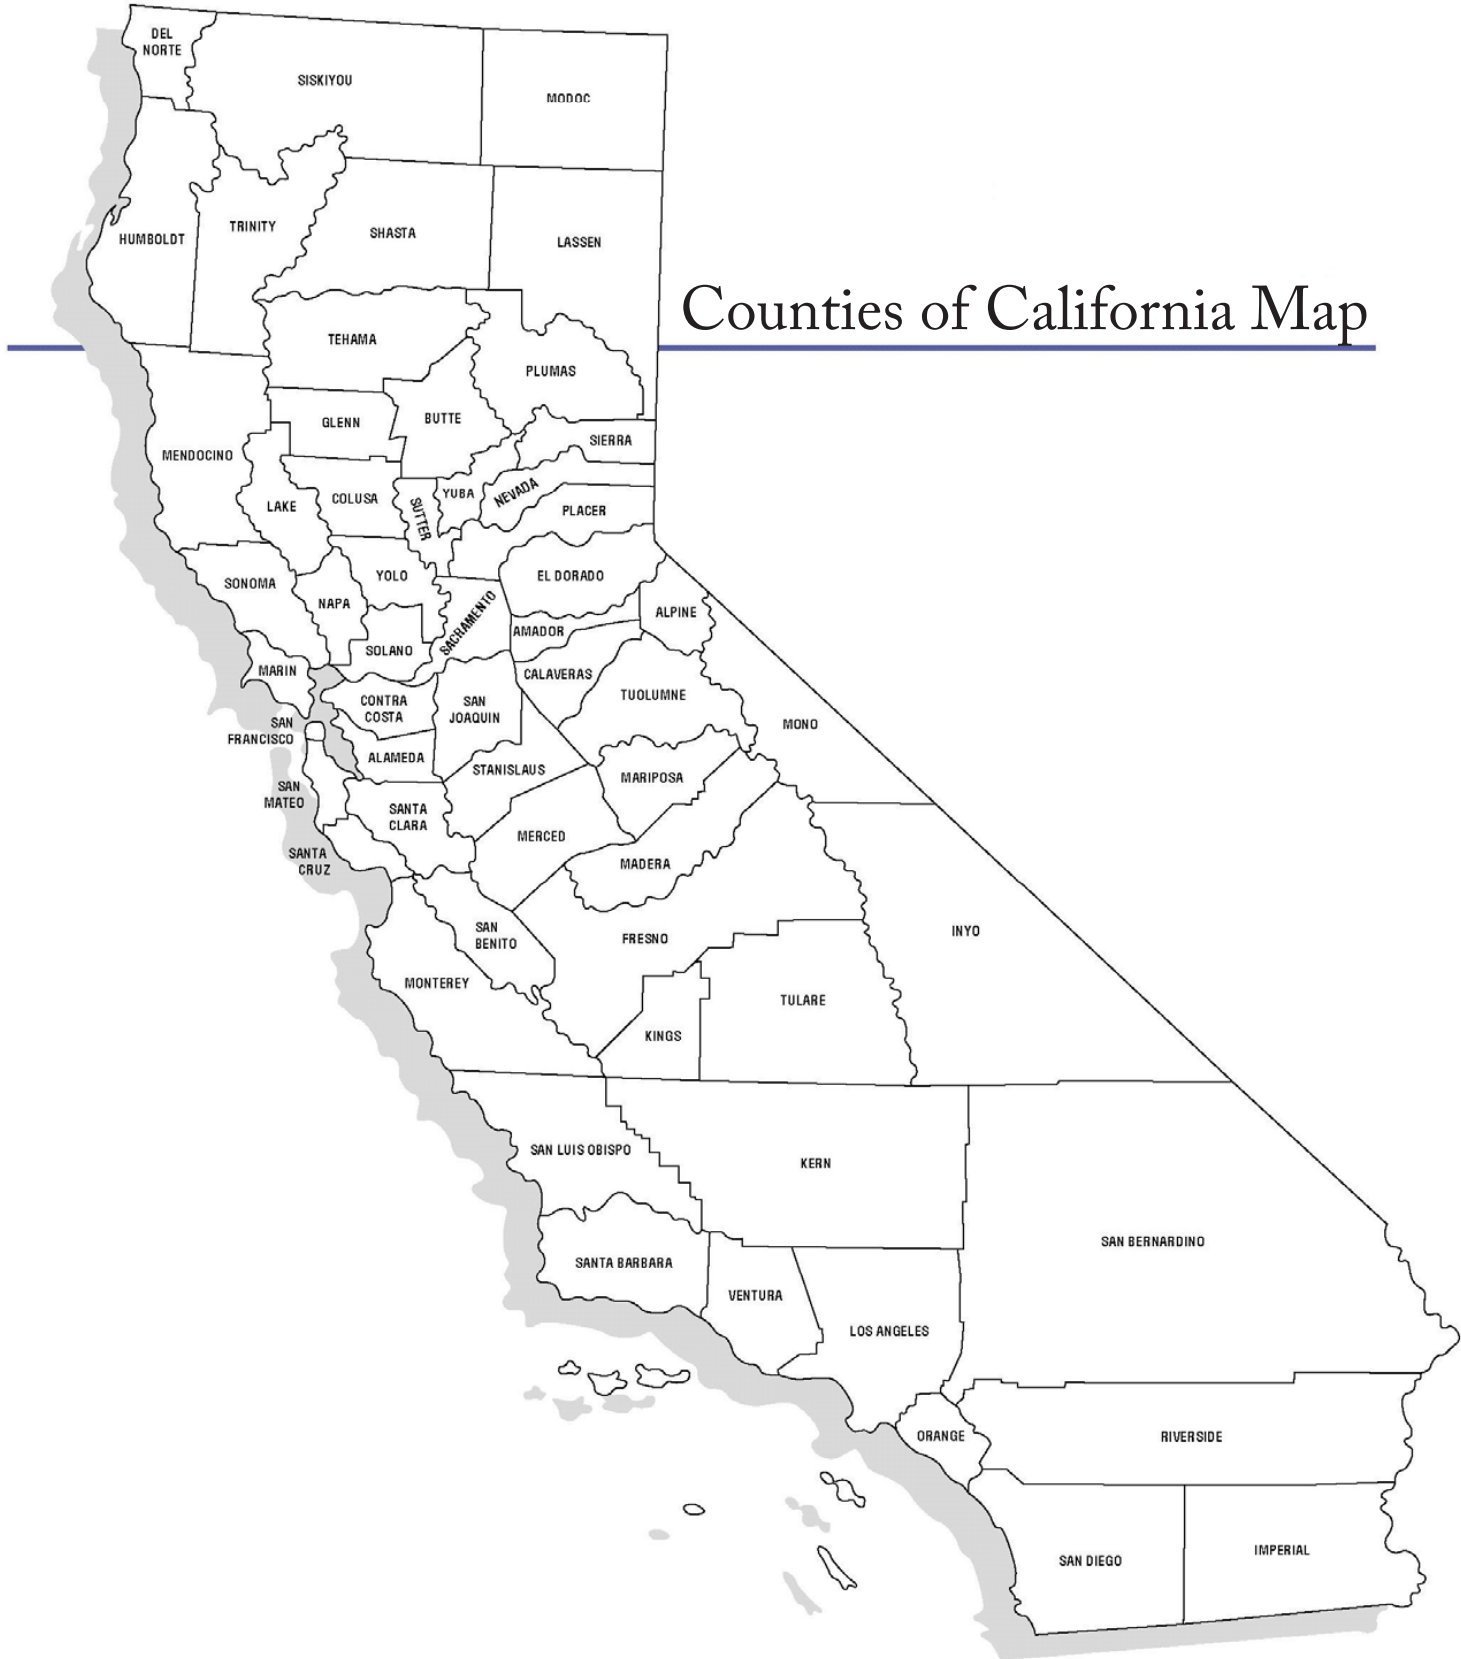 DEL
NORTE
SISKIYOU
MODOC
HUMBOLDT
TRINITY
SHASTA
LASSEN
Counties of California Map
TEHAMA
PLUMAS
GLENN
BUTTE
SIERRA
MENDOCINO
LAKE
COLUSA
SUTTER
YUBA
NEVADA
PLACER
SONOMA
NAPA
YOLO
EL DORADO
SACRAMENTO
ALPINE
AMADOR
SOLANO
MARIN
CALAVERAS
TUOLUMNE
CONTRA
COSTA
SAN
JOAQUIN
MONO
SAN
FRANCISCO
ALAMEDA
STANISLAUS
MARIPOSA
SAN
MATEO
SANTA
CLARA
MERCED
MADERA
SANTA
CRUZ
SAN
BENITO
FRESNO
INYO
MONTEREY
TULARE
KINGS
SAN LUIS OBISPO
KERN
SAN BERNARDINO
SANTA BARBARA
VENTURA
LOS ANGELES
ORANGE
RIVERSIDE
SAN DIEGO
IMPERIAL